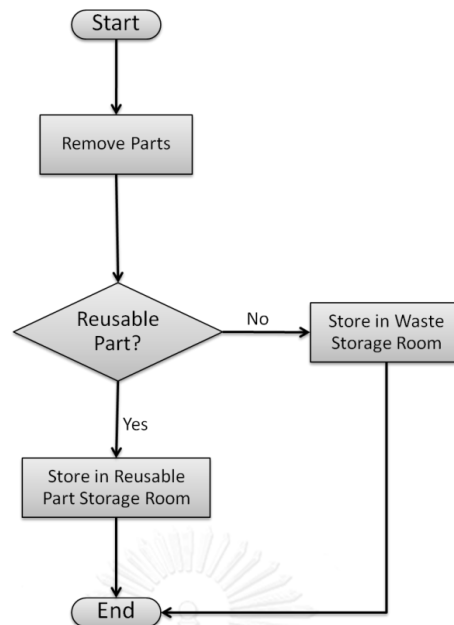 Start
Remove Parts
Reusable
Part?
No
Store in Waste
Storage Room
Yes
Store in Reusable
Part Storage Room
End